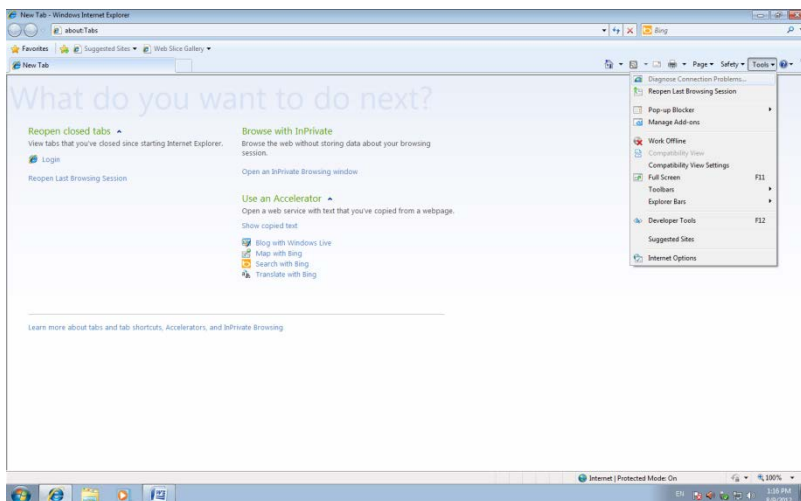 New Tab - Windows Internet Explorer
about:Tabs
Bing
Favorites
Suggested Sites
Web Slice Gallery
New Tab
Page
Safety
Tools
What do you want to do next?
Reopen closed tabs
View tabs that you've closed since starting Internet Explorer.
Login
Reopen Last Browsing Session
Browse with InPrivate
Browse the web without storing data about your browsing
session.
Open an InPrivate Browsing window
Use an Accelerator
Open a web service with text that you've copied from a webpage.
Show copied text
Blog with Windows Live
Map with Bing
Search with Bing
Translate with Bing
Learn more about tabs and tab shortcuts, Accelerators, and InPrivate Browsing.
Diagnose Connection Problems...
Reopen Last Browsing Session
Pop-up Blocker
Manage Add-ons
Work Offline
Compatibility View
Compatibility View Settings
Full Screen F11
Toolbars
Explorer Bars
Developer Tools F12
Suggested Sites
Internet Options
Internet | Protected Mode: On
100%
EN
1:16 PM